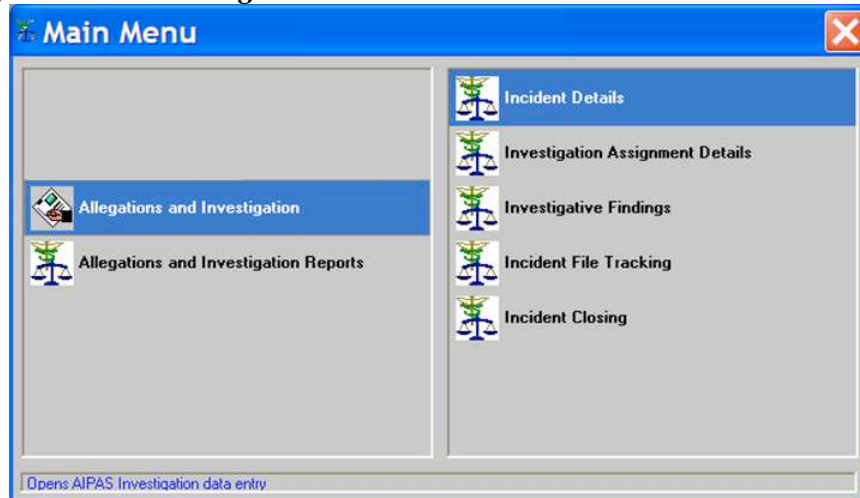 Main Menu
Allegations and Investigation
Allegations and Investigation Reports
Incident Details
Investigation Assignment Details
Investigative Findings
Incident File Tracking
Incident Closing
Opens AIPAS Investigation data entry